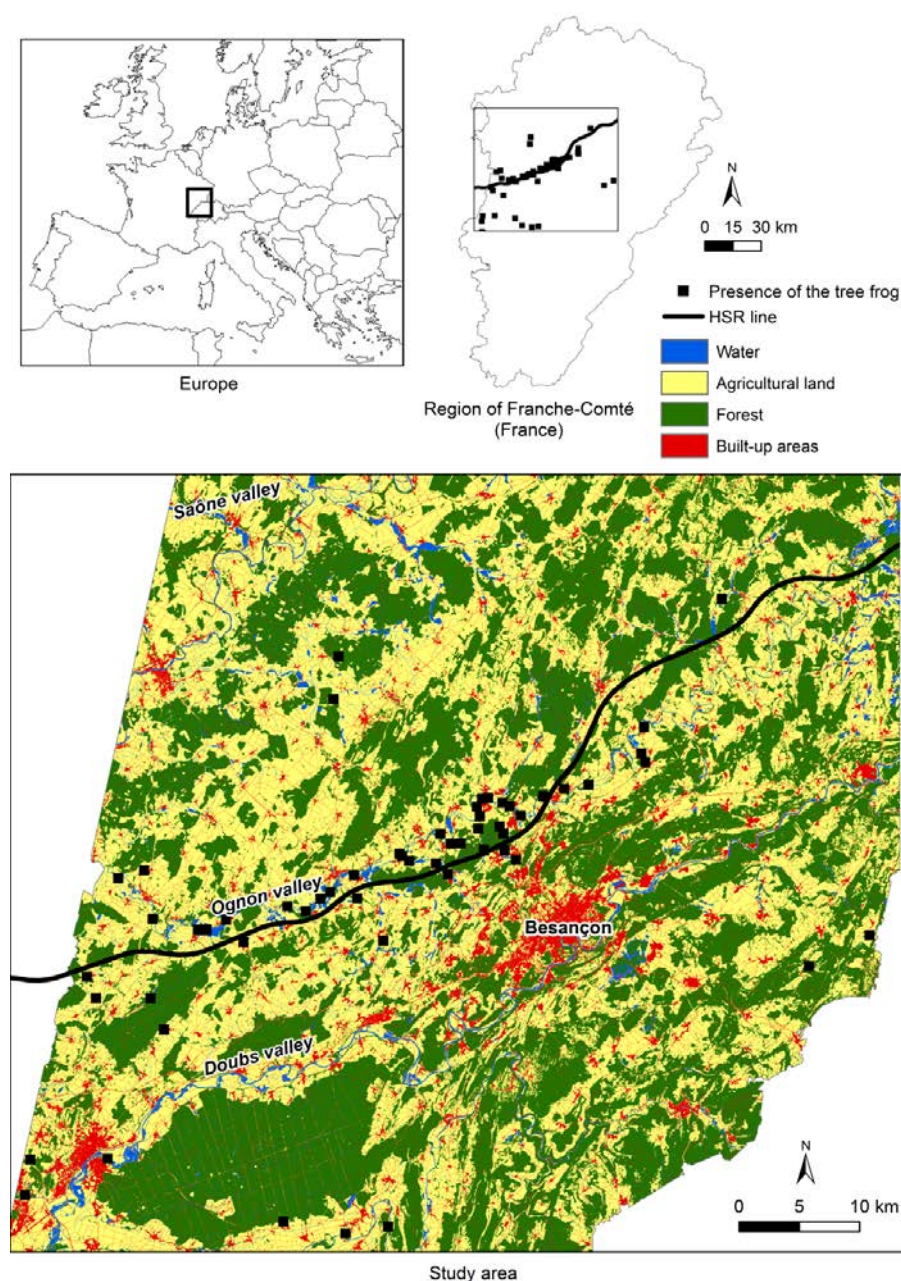 Europe
Region of Franche-Comté
(France)
N
0 15 30 km
Presence of the tree frog
HSR line
Water
Agricultural land
Forest
Built-up areas
Saône valley
Ognon valley
Besançon
Doubs valley
N
0 5 10 km
Study area